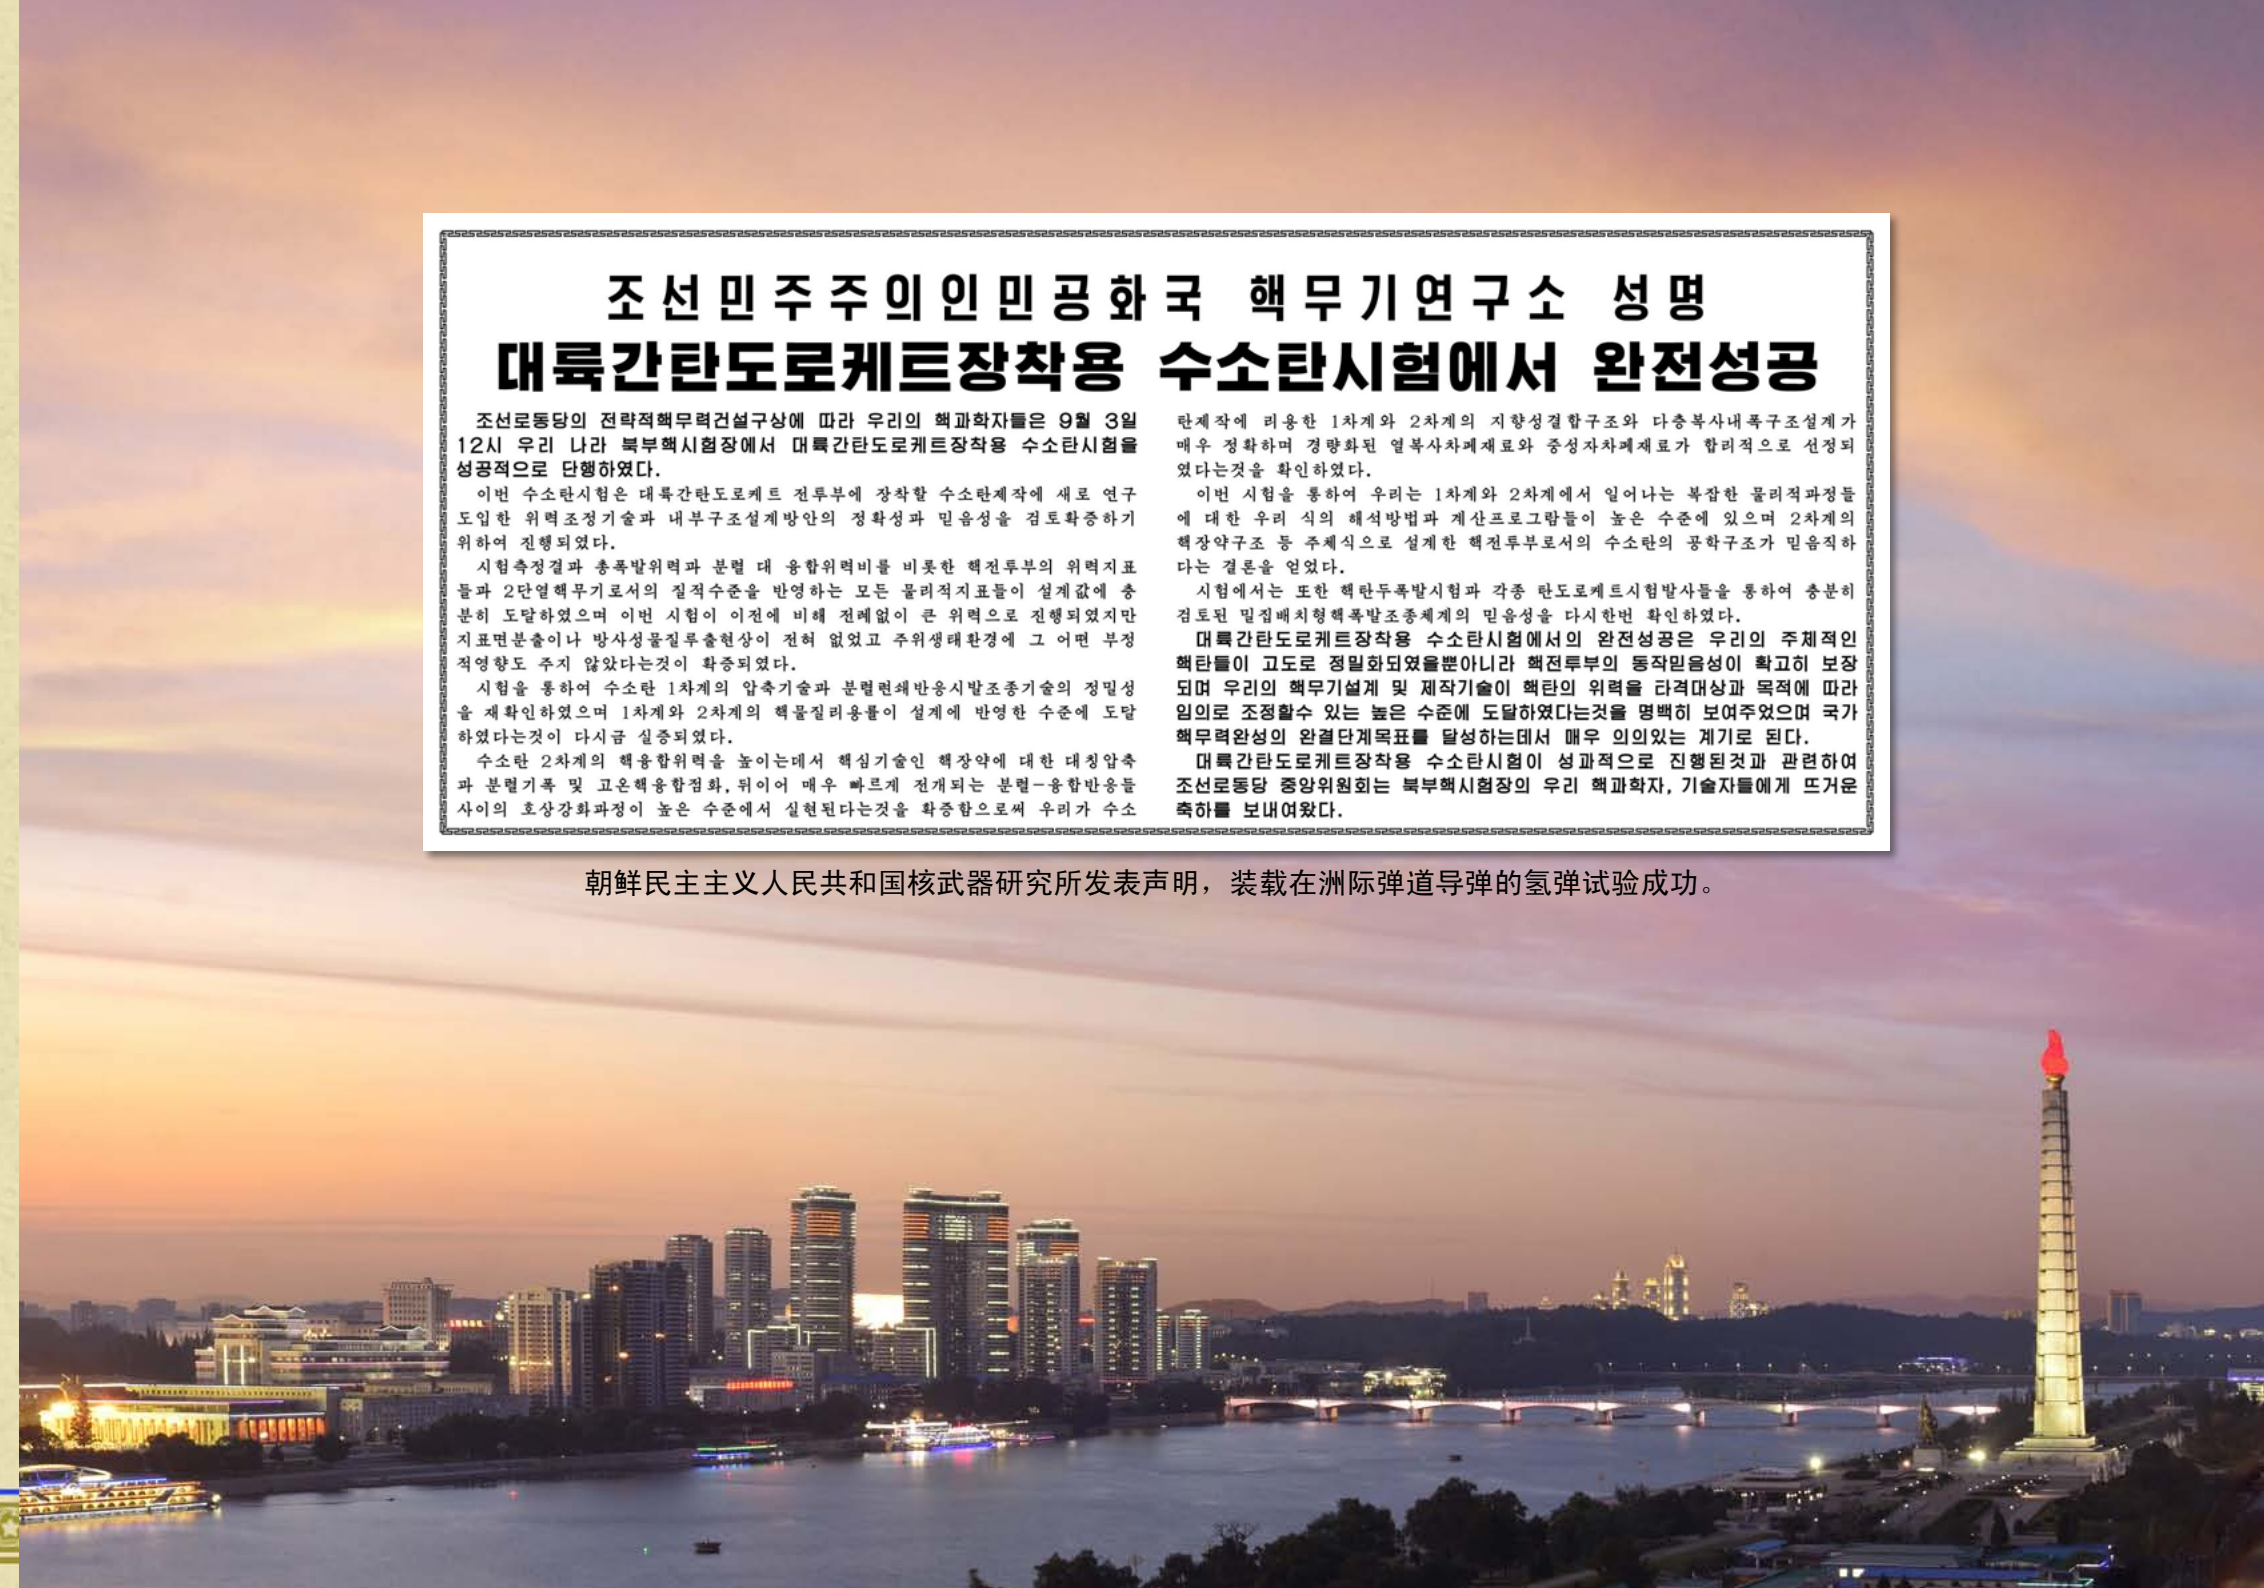 조선민주주의인민공화국 핵무기연구소 성명
대륙간탄도로케트장착용 수소탄시험에서 완전성공
조선로동당의 전략적핵무력건설구상에 따라 우리의 핵과학자들은 9월 3일
12시 우리 나라 북부핵시험장에서 대륙간탄도로케트장착용 수소탄시험을
성공적으로 단행하였다.
이번 수소탄시험은 대륙간탄도로케트 전투부에 장착할 수소탄제작에 새로 연구
도입한 위력조정기술과 내부구조설계방안의 정확성과 믿음성을 검토확증하기
위하여 진행되였다.
시험측정결과 총폭발위력과 분렬 대 융합위력비를 비롯한 핵전투부의 위력지표
들과 2단열핵무기로서의 질적수준을 반영하는 모든 물리적지표들이 설계값에 충
분히 도달하였으며 이번 시험이 이전에 비해 전례없이 큰 위력으로 진행되였지만
지표면분출이나 방사성물질루출현상이 전혀 없었고 주위생태환경에 그 어떤 부정
적영향도 주지 않았다는것이 확증되였다.
시험을 통하여 수소탄 1차계의 압축기술과 분렬련쇄반응시발조종기술의 정밀성
을 재확인하였으며 1차계와 2차계의 핵물질리용률이 설계에 반영한 수준에 도달
하였다는것이 다시금 실증되였다.
수소탄 2차계의 핵융합위력을 높이는데서 핵심기술인 핵장약에 대한 대칭압축
과 분렬기폭 및 고온핵융합점화, 뒤이어 매우 빠르게 전개되는 분렬-융합반응들
사이의 호상강화과정이 높은 수준에서 실현된다는것을 확증함으로써 우리가 수소
탄제작에 리용한 1차계와 2차계의 지향성결합구조와 다층복사내폭구조설계가
매우 정확하며 경량화된 열복사차폐재료와 중성자차폐재료가 합리적으로 선정되
였다는것을 확인하였다.
이번 시험을 통하여 우리는 1차계와 2차계에서 일어나는 복잡한 물리적과정들
에 대한 우리 식의 해석방법과 계산프로그람들이 높은 수준에 있으며 2차계의
핵장약구조 등 주체식으로 설계한 핵전투부로서의 수소탄의 공학구조가 믿음직하
다는 결론을 얻었다.
시험에서는 또한 핵탄두폭발시험과 각종 탄도로케트시험발사들을 통하여 충분히
검토된 밀집배치형핵폭발조종체계의 믿음성을 다시한번 확인하였다.
대륙간탄도로케트장착용 수소탄시험에서의 완전성공은 우리의 주체적인
핵탄들이 고도로 정밀화되였을뿐아니라 핵전투부의 동작믿음성이 확고히 보장
되며 우리의 핵무기설계 및 제작기술이 핵탄의 위력을 타격대상과 목적에 따라
임의로 조정할수 있는 높은 수준에 도달하였다는것을 명백히 보여주었으며 국가
핵무력완성의 완결단계목표를 달성하는데서 매우 의의있는 계기로 된다.
대륙간탄도로케트장착용 수소탄시험이 성과적으로 진행된것과 관련하여
조선로동당 중앙위원회는 북부핵시험장의 우리 핵과학자, 기술자들에게 뜨거운
축하를 보내여왔다.
朝鲜民主主义人民共和国核武器研究所发表声明，装载在洲际弹道导弹的氢弹试验成功。